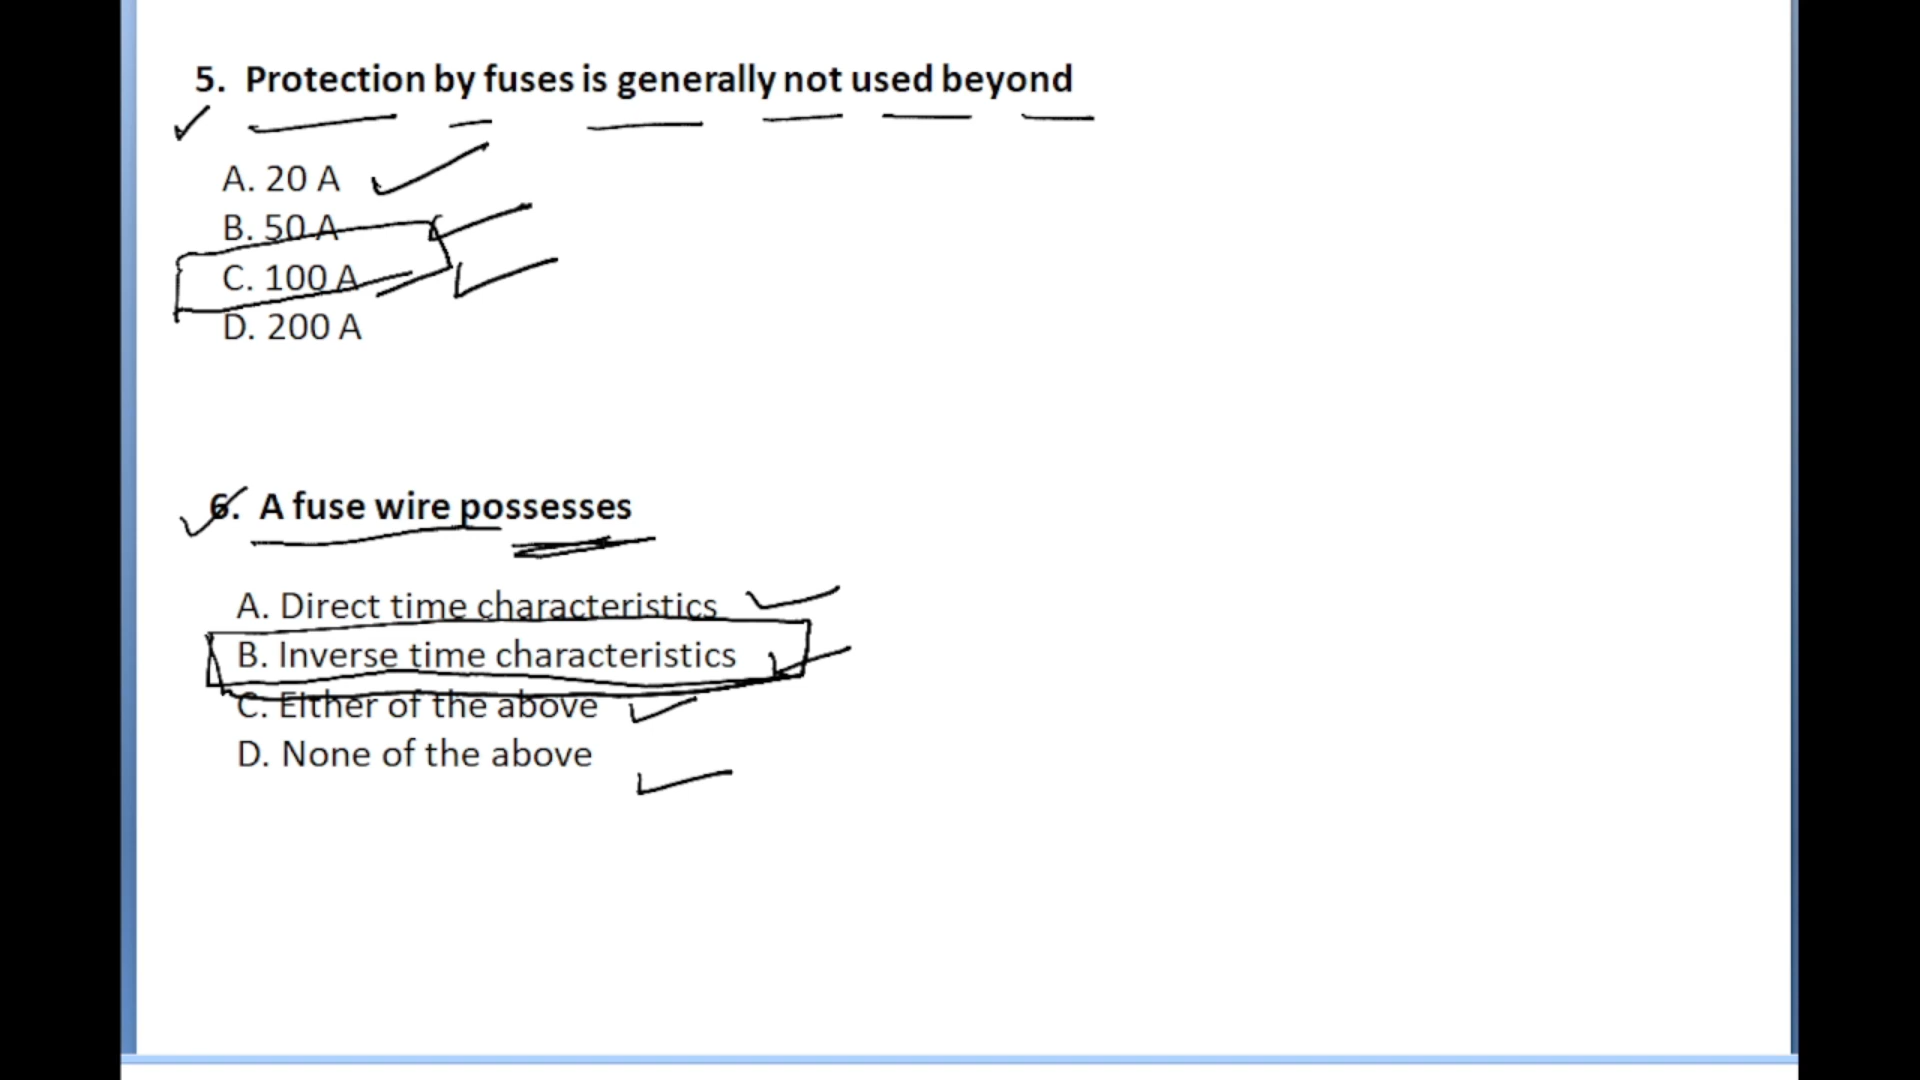 5. Protection by fuses is generally not used beyond
A. 20 A
B. 50 A
C. 100 A
D. 200 A
6. A fuse wire possesses
A. Direct time characteristics
B. Inverse time characteristics
C. Either of the above
D. None of the above